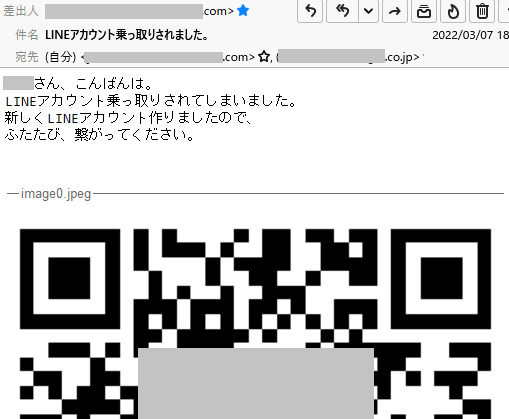 差出人 .com>
件名 LINEアカウント乗っ取りされました。 2022/03/07 18
宛先 (自分) < .com> , ( .co.jp>
さん、こんばんは。
LINEアカウント乗っ取りされてしまいました。
新しくLINEアカウント作りましたので、
ふたたび、繋がってください。
image0.jpeg